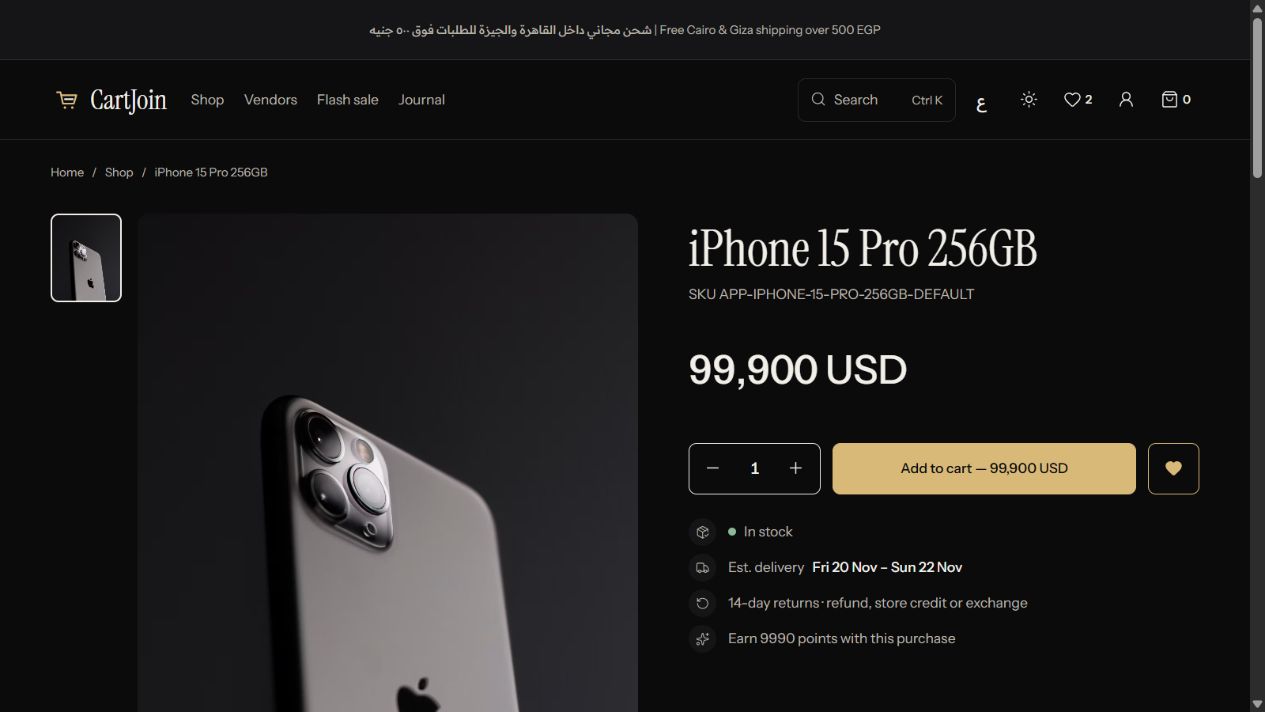 شحن مجاني داخل القاهرة والجيزة للطلبات فوق ٥٠٠ جنيه | Free Cairo & Giza shipping over 500 EGP
CartJoin Shop Vendors Flash sale Journal Search Ctrl K ع 2 0
Home / Shop / iPhone 15 Pro 256GB
iPhone 15 Pro 256GB
SKU APP-IPHONE-15-PRO-256GB-DEFAULT
99,900 USD
1 Add to cart — 99,900 USD
In stock
Est. delivery Fri 20 Nov – Sun 22 Nov
14-day returns · refund, store credit or exchange
Earn 9990 points with this purchase